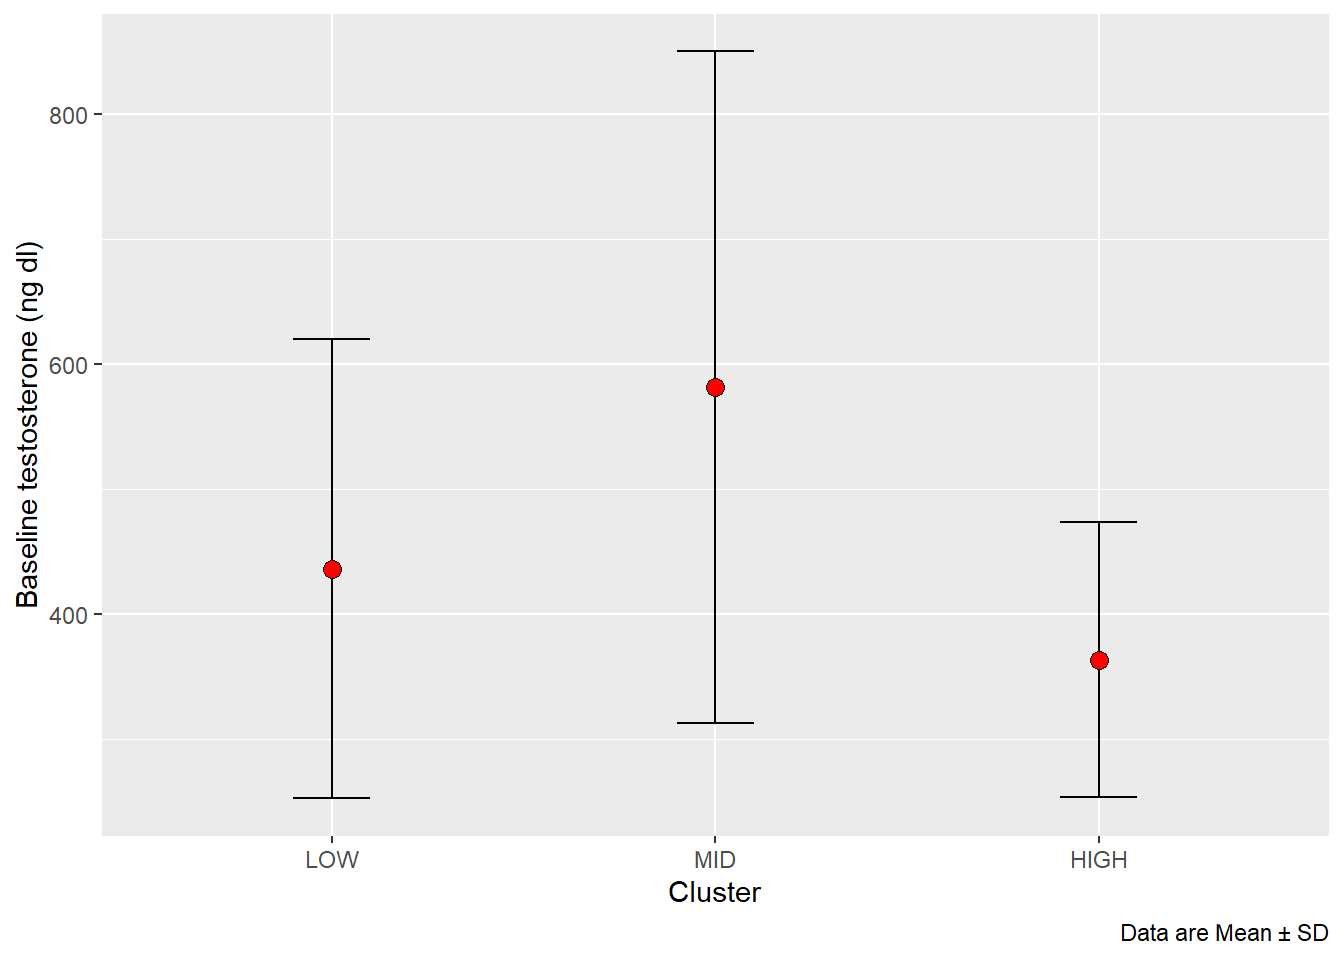 Baseline testosterone (ng dl)
800
600
400
LOW
MID
HIGH
Cluster
Data are Mean ± SD